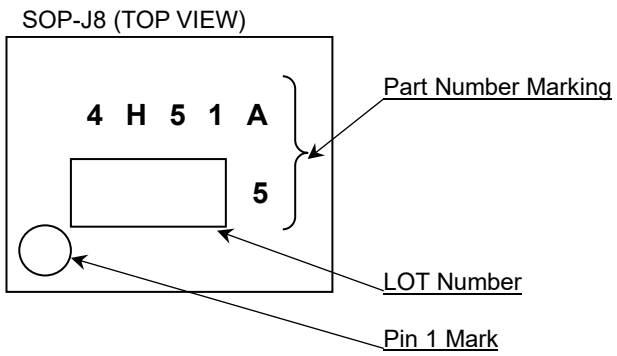 SOP-J8 (TOP VIEW)
Part Number Marking
4 H 5 1 A
5
LOT Number
Pin 1 Mark